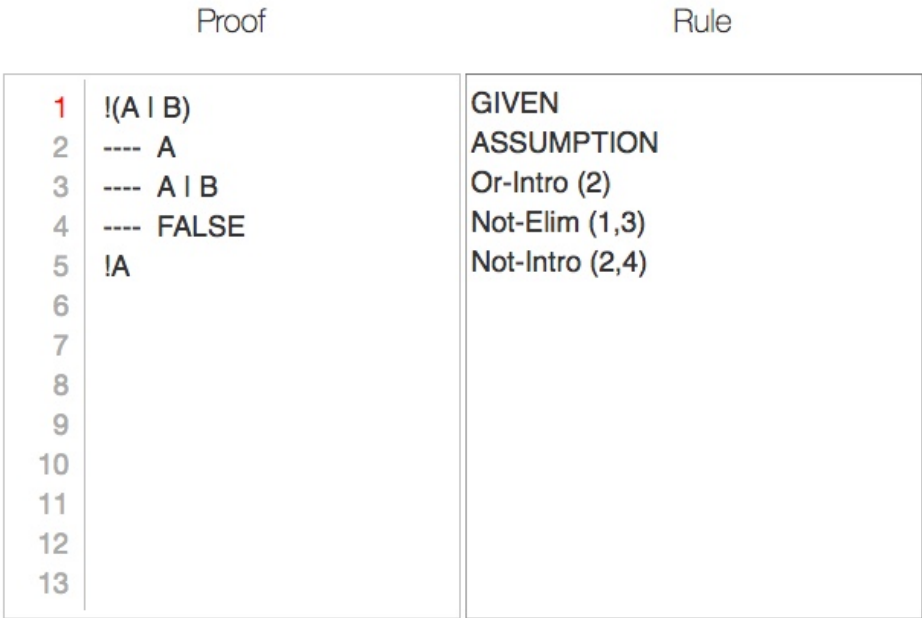 Proof Rule
1 !(A | B) GIVEN
2 ---- A ASSUMPTION
3 ---- A | B Or-Intro (2)
4 ---- FALSE Not-Elim (1,3)
5 !A Not-Intro (2,4)
6
7
8
9
10
11
12
13